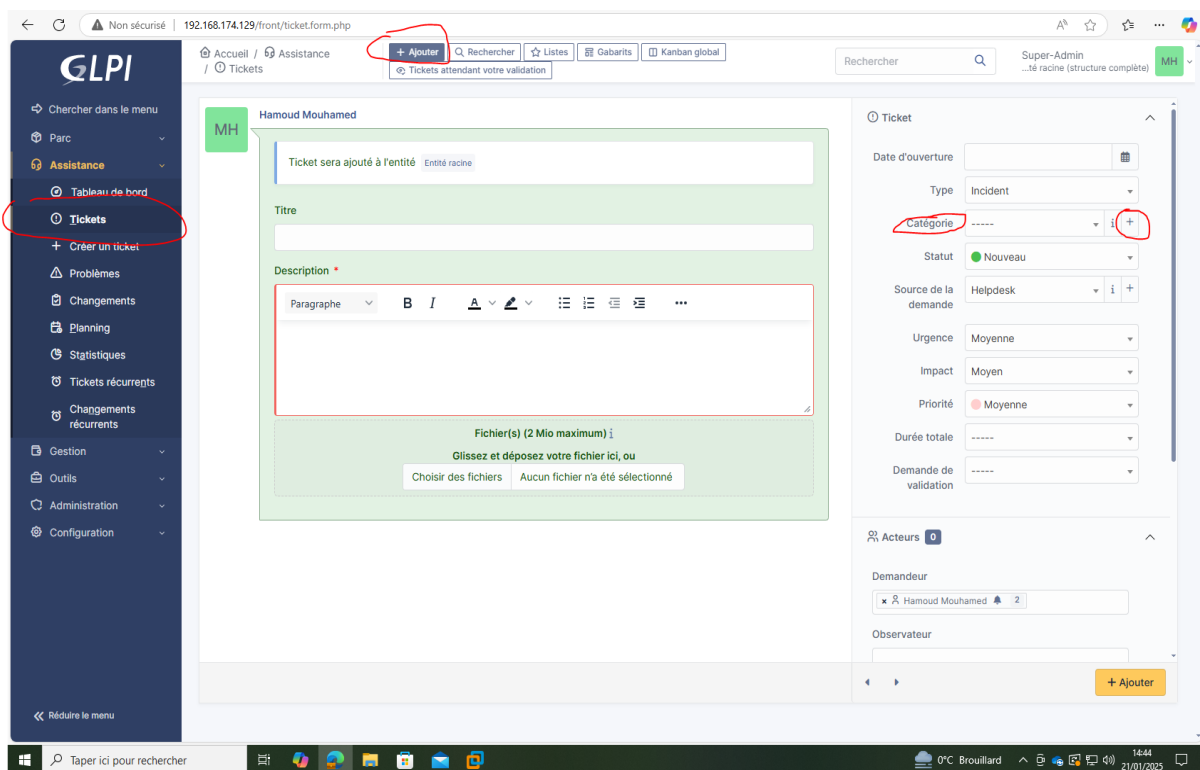 Non sécurisé | 192.168.174.129/front/ticket.form.php
GLPI
Chercher dans le menu
Parc
Assistance
Tableau de bord
Tickets
Créer un ticket
Problèmes
Changements
Planning
Statistiques
Tickets récurrents
Changements
récurrents
Gestion
Outils
Administration
Configuration
Réduire le menu
Accueil / Assistance
/ Tickets
+ Ajouter
Rechercher
Listes
Gabarits
Kanban global
Tickets attendant votre validation
Rechercher
Super-Admin
...té racine (structure complète)
MH
MH
Hamoud Mouhamed
Ticket sera ajouté à l'entité Entité racine
Titre
Description *
Paragraphe B I A
Fichier(s) (2 Mio maximum) i
Glissez et déposez votre fichier ici, ou
Choisir des fichiers Aucun fichier n'a été sélectionné
Ticket
Date d'ouverture
Type Incident
Catégorie ----- i +
Statut Nouveau
Source de la
demande
Helpdesk i +
Urgence Moyenne
Impact Moyen
Priorité Moyenne
Durée totale -----
Demande de
validation
-----
Acteurs 0
Demandeur
× Hamoud Mouhamed 2
Observateur
+ Ajouter
Taper ici pour rechercher
0°C Brouillard
14:44
21/01/2025